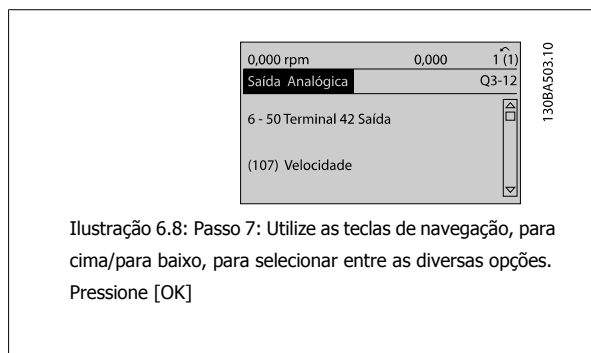 0,000 rpm 0,000 1 (1)
Saída Analógica Q3-12
6 - 50 Terminal 42 Saída
(107) Velocidade
130BA503.10
Ilustração 6.8: Passo 7: Utilize as teclas de navegação, para
cima/para baixo, para selecionar entre as diversas opções.
Pressione [OK]